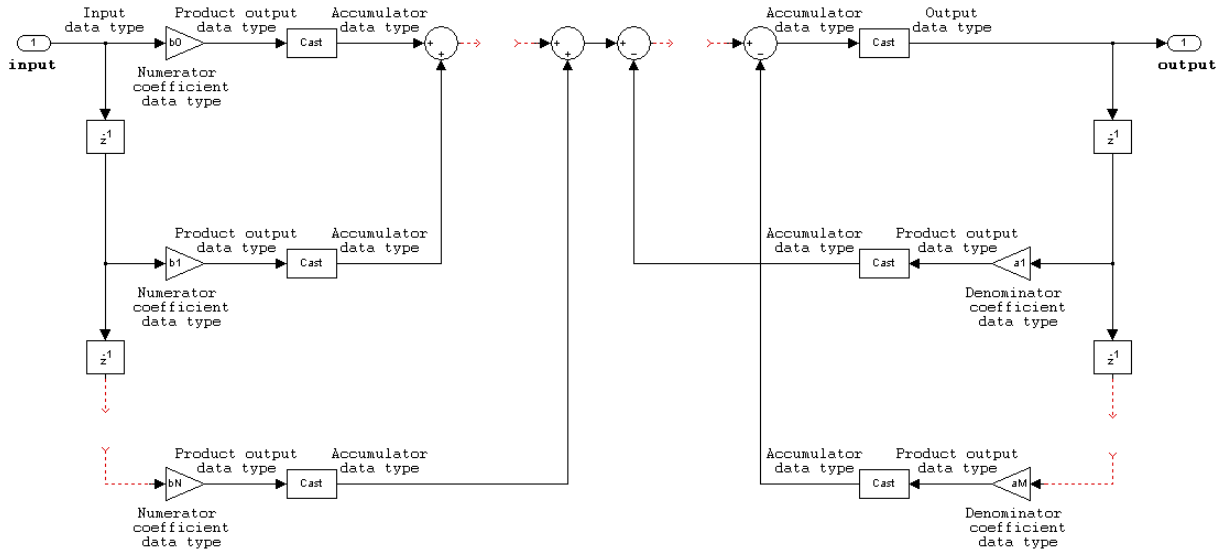 Input
data type
Product output
data type
Accumulator
data type
Accumulator
data type
Output
data type
1
b0
Cast
+
+
+
+
+
−
+
−
Cast
1
input
output
Numerator
coefficient
data type
z-1
z-1
Product output
data type
Accumulator
data type
Accumulator
data type
Product output
data type
b1
Cast
Cast
a1
Numerator
coefficient
data type
Denominator
coefficient
data type
z-1
z-1
Product output
data type
Accumulator
data type
Accumulator
data type
Product output
data type
bN
Cast
Cast
aM
Numerator
coefficient
data type
Denominator
coefficient
data type